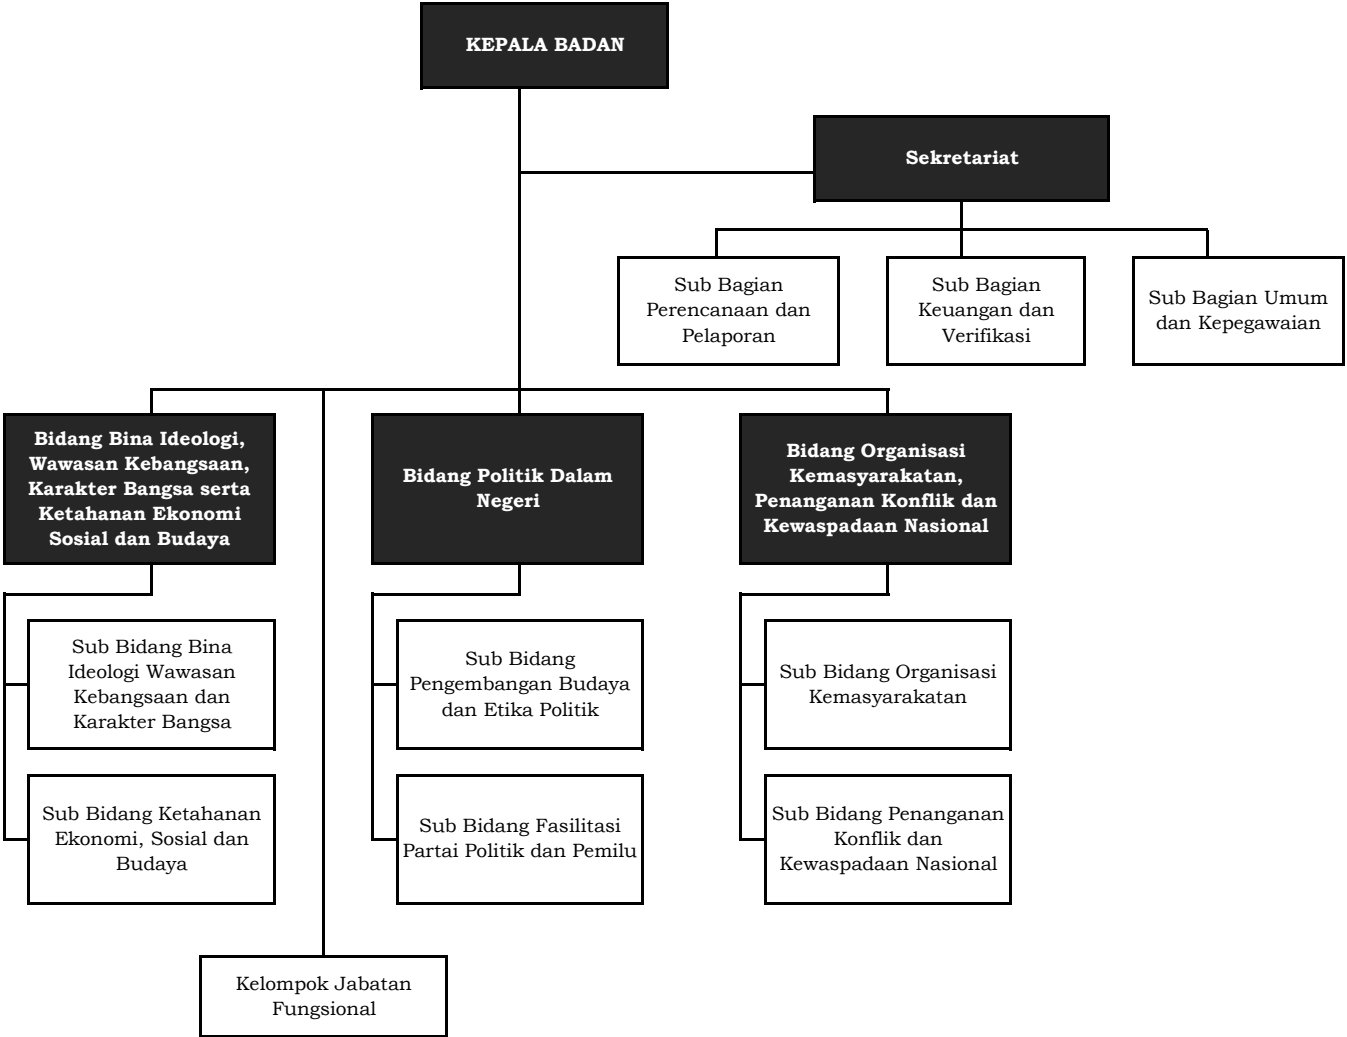 KEPALA BADAN
Sekretariat
Sub Bagian
Perencanaan dan
Pelaporan
Sub Bagian
Keuangan dan
Verifikasi
Sub Bagian Umum
dan Kepegawaian
Bidang Bina Ideologi,
Wawasan Kebangsaan,
Karakter Bangsa serta
Ketahanan Ekonomi
Sosial dan Budaya
Bidang Politik Dalam
Negeri
Bidang Organisasi
Kemasyarakatan,
Penanganan Konflik dan
Kewaspadaan Nasional
Sub Bidang Bina
Ideologi Wawasan
Kebangsaan dan
Karakter Bangsa
Sub Bidang
Pengembangan Budaya
dan Etika Politik
Sub Bidang Organisasi
Kemasyarakatan
Sub Bidang Ketahanan
Ekonomi, Sosial dan
Budaya
Sub Bidang Fasilitasi
Partai Politik dan Pemilu
Sub Bidang Penanganan
Konflik dan
Kewaspadaan Nasional
Kelompok Jabatan
Fungsional